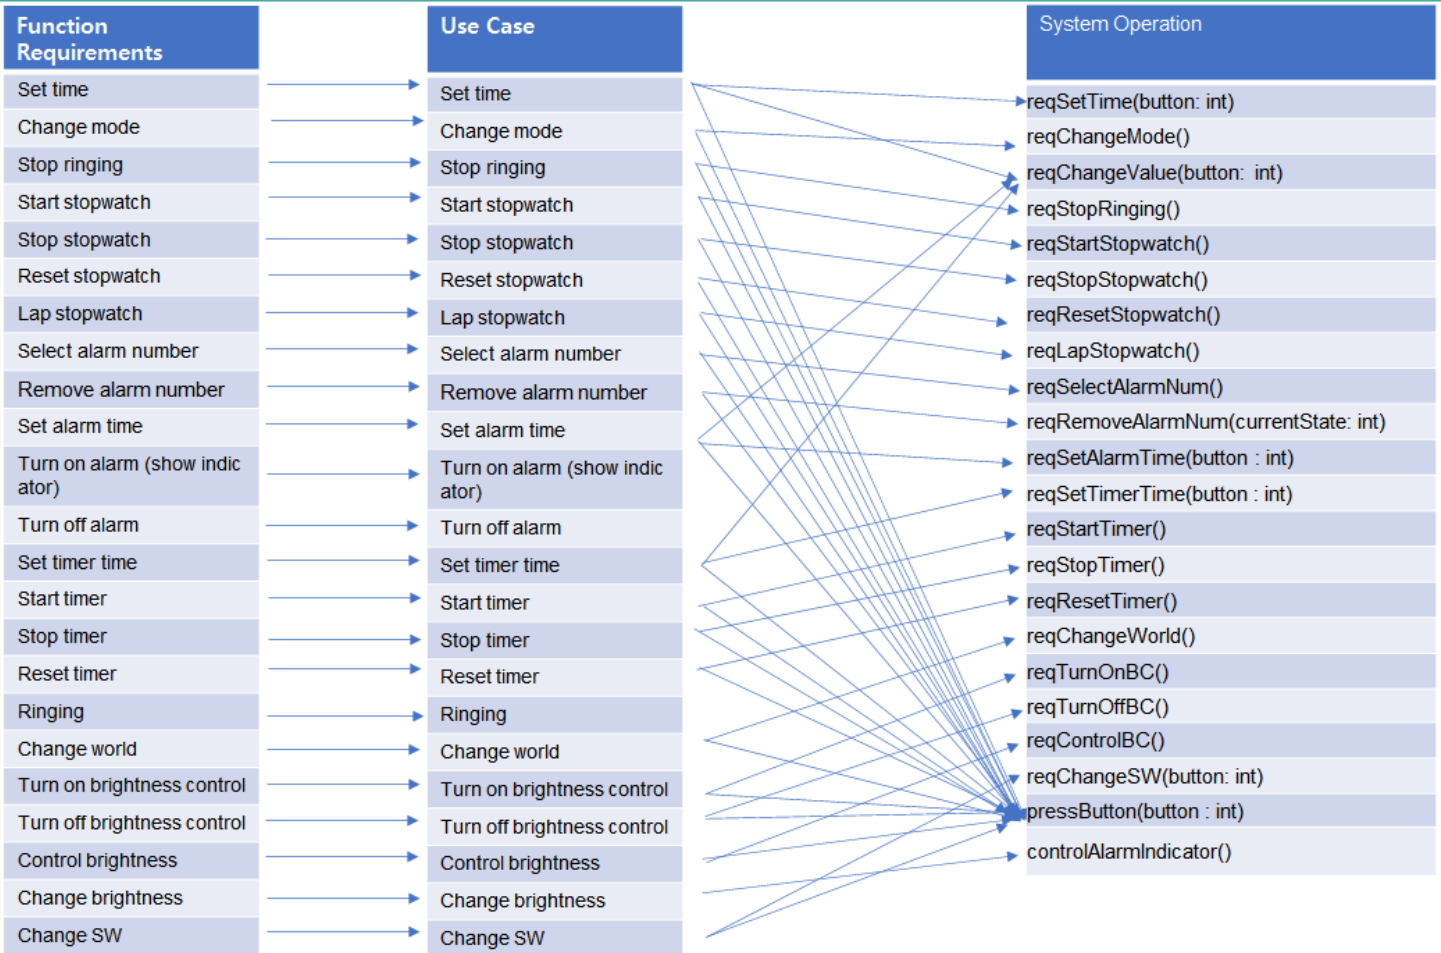 Function
Requirements
Set time
Change mode
Stop ringing
Start stopwatch
Stop stopwatch
Reset stopwatch
Lap stopwatch
Select alarm number
Remove alarm number
Set alarm time
Turn on alarm (show indic
ator)
Turn off alarm
Set timer time
Start timer
Stop timer
Reset timer
Ringing
Change world
Turn on brightness control
Turn off brightness control
Control brightness
Change brightness
Change SW
Use Case
Set time
Change mode
Stop ringing
Start stopwatch
Stop stopwatch
Reset stopwatch
Lap stopwatch
Select alarm number
Remove alarm number
Set alarm time
Turn on alarm (show indic
ator)
Turn off alarm
Set timer time
Start timer
Stop timer
Reset timer
Ringing
Change world
Turn on brightness control
Turn off brightness control
Control brightness
Change brightness
Change SW
System Operation
reqSetTime(button: int)
reqChangeMode()
reqChangeValue(button: int)
reqStopRinging()
reqStartStopwatch()
reqStopStopwatch()
reqResetStopwatch()
reqLapStopwatch()
reqSelectAlarmNum()
reqRemoveAlarmNum(currentState: int)
reqSetAlarmTime(button : int)
reqSetTimerTime(button : int)
reqStartTimer()
reqStopTimer()
reqResetTimer()
reqChangeWorld()
reqTurnOnBC()
reqTurnOffBC()
reqControlBC()
reqChangeSW(button: int)
pressButton(button : int)
controlAlarmIndicator()